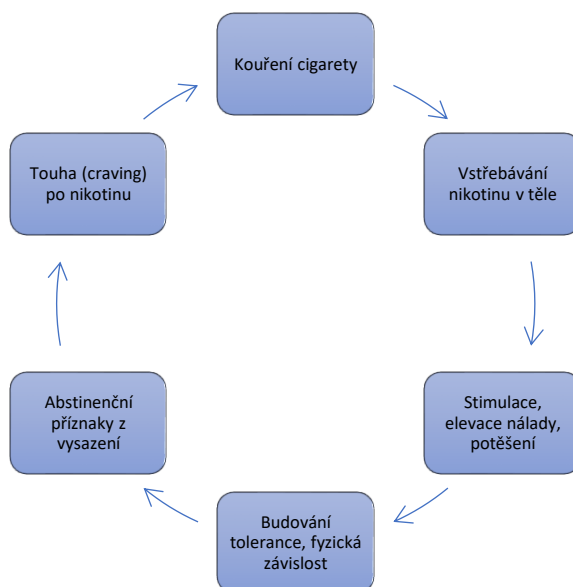 Kouření cigarety
Vstřebávání
nikotinu v těle
Stimulace,
elevace nálady,
potěšení
Budování
tolerance, fyzická
závislost
Abstinenční
příznaky z
vysazení
Touha (craving)
po nikotinu